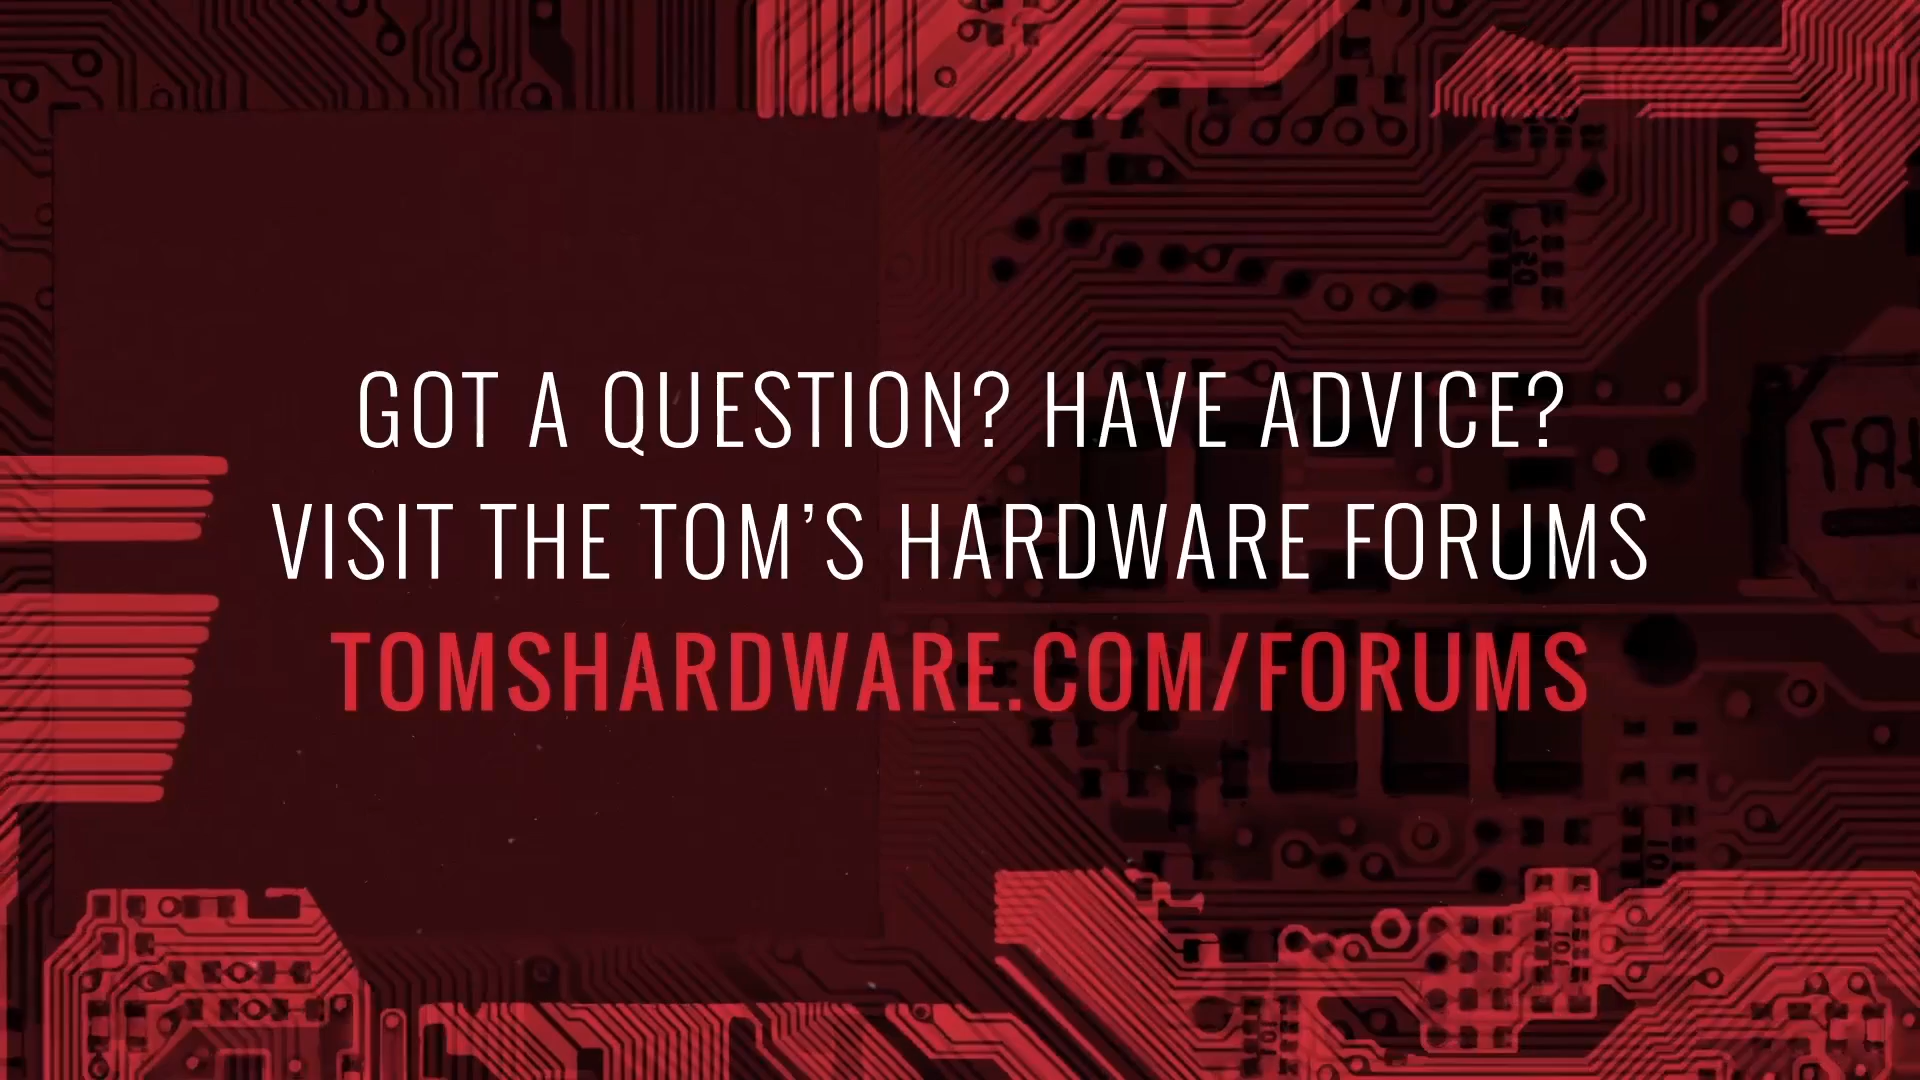 GOT A QUESTION? HAVE ADVICE?
VISIT THE TOM’S HARDWARE FORUMS
TOMSHARDWARE.COM/FORUMS